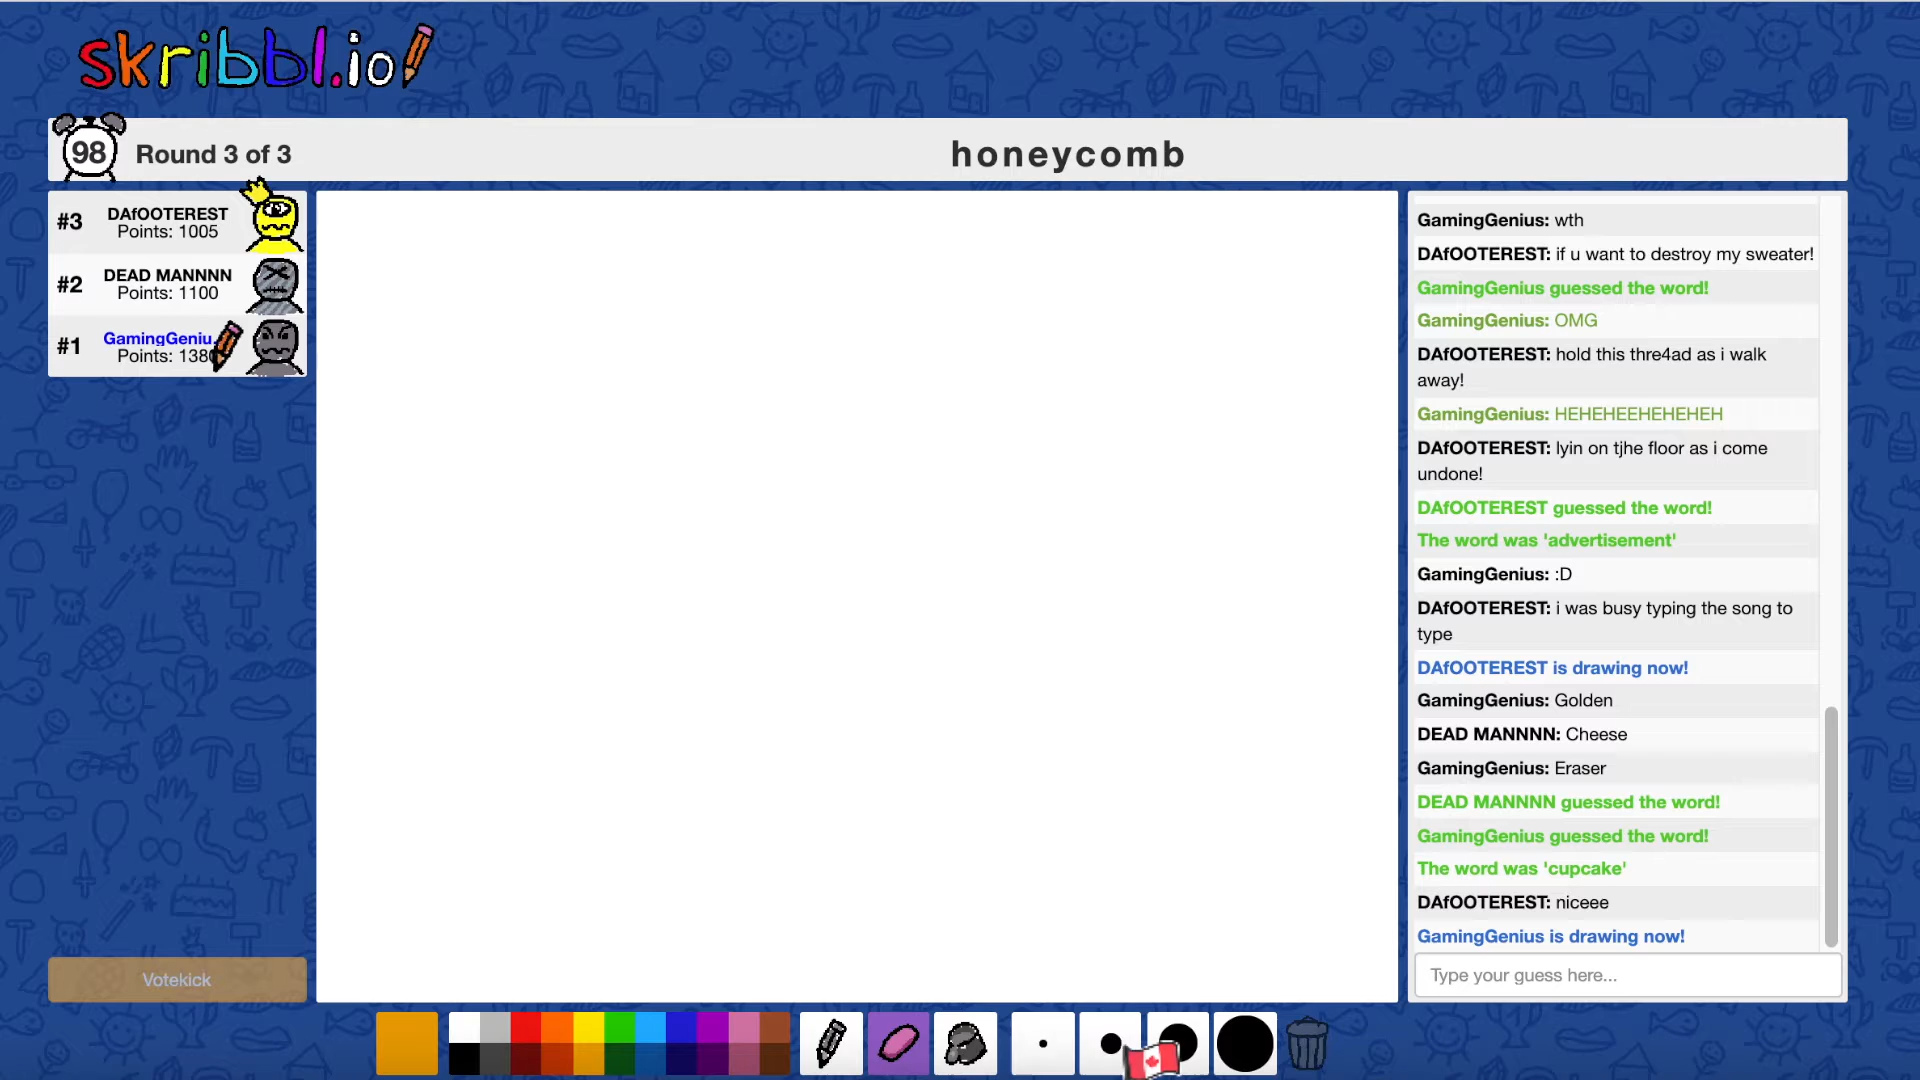 skribbl.io
98
Round 3 of 3
honeycomb
#3
DAfOOTEREST
Points: 1005
#2
DEAD MANNNN
Points: 1100
#1
GamingGeniu
Points: 1380
GamingGenius: wth
DAfOOTEREST: if u want to destroy my sweater!
GamingGenius guessed the word!
GamingGenius: OMG
DAfOOTEREST: hold this thre4ad as i walk
away!
GamingGenius: HEHEHEEHEHEHEH
DAfOOTEREST: lyin on tjhe floor as i come
undone!
DAfOOTEREST guessed the word!
The word was 'advertisement'
GamingGenius: :D
DAfOOTEREST: i was busy typing the song to
type
DAfOOTEREST is drawing now!
GamingGenius: Golden
DEAD MANNNN: Cheese
GamingGenius: Eraser
DEAD MANNNN guessed the word!
GamingGenius guessed the word!
The word was 'cupcake'
DAfOOTEREST: niceee
GamingGenius is drawing now!
Type your guess here...
Votekick